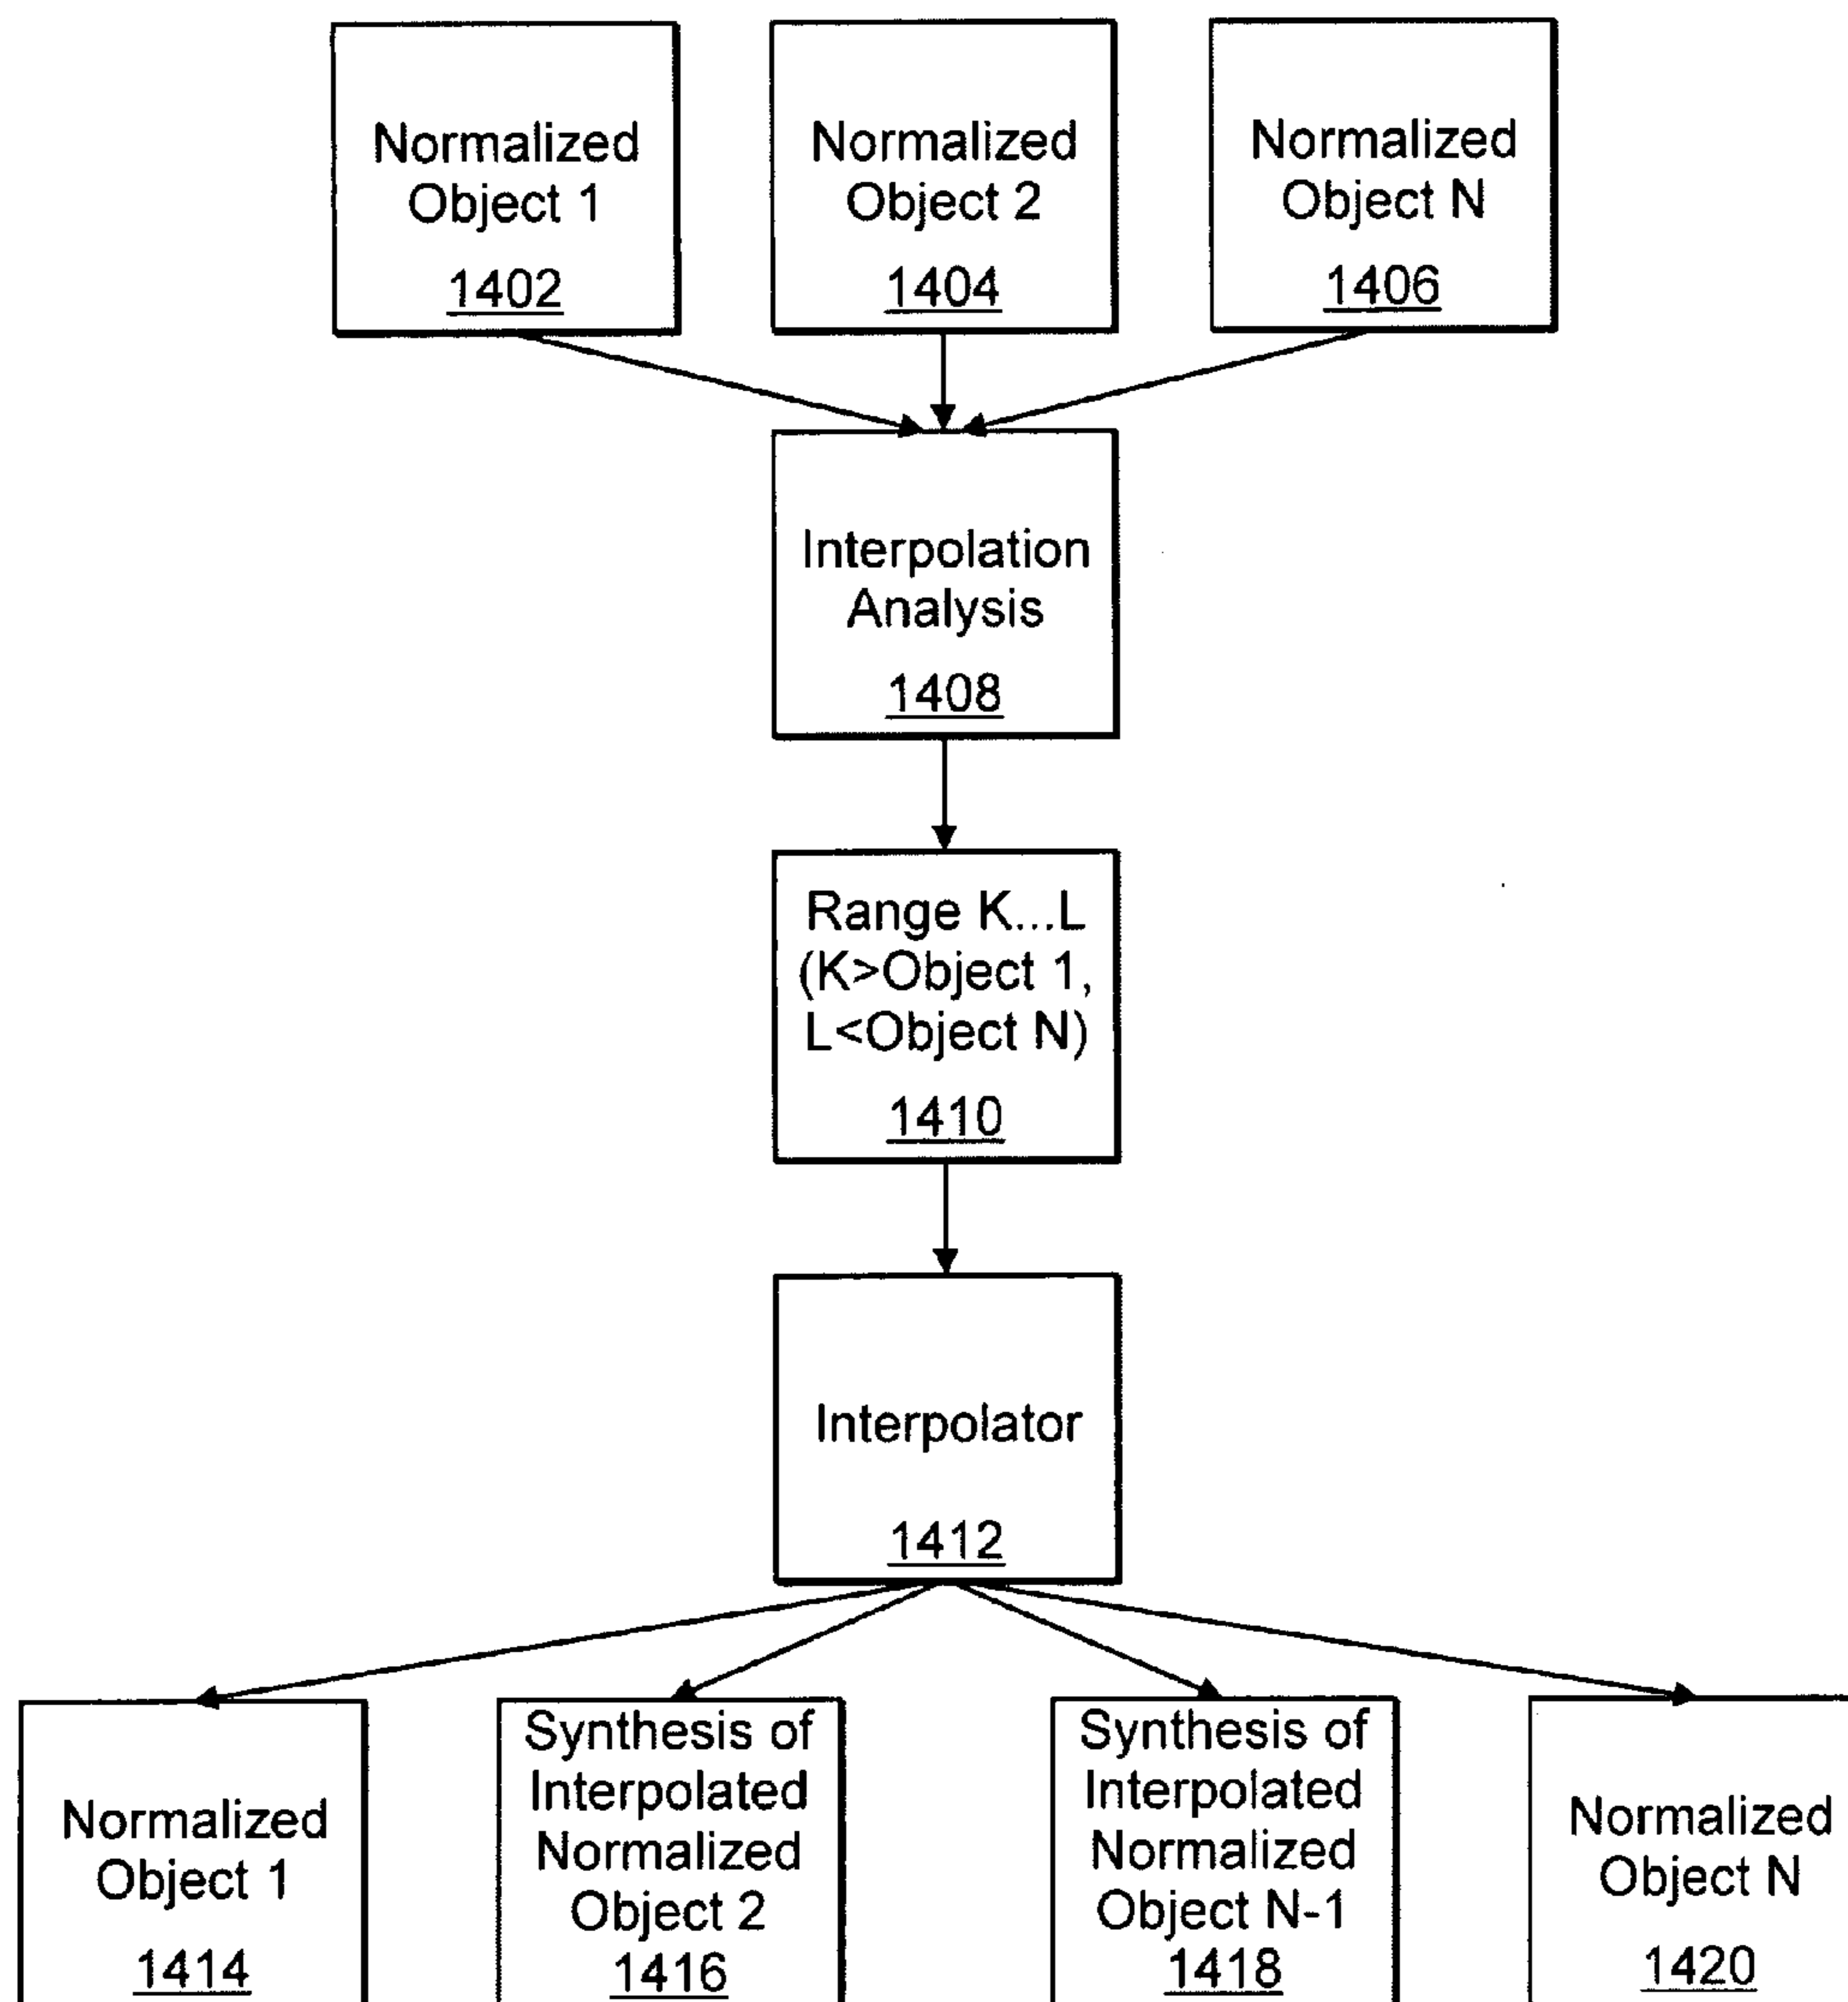 Normalized
Object 1
1402
Normalized
Object 2
1404
Normalized
Object N
1406
Interpolation
Analysis
1408
Range K...L
(K>Object 1,
L<Object N)
1410
Interpolator
1412
Normalized
Object 1
1414
Synthesis of
Interpolated
Normalized
Object 2
1416
Synthesis of
Interpolated
Normalized
Object N-1
1418
Normalized
Object N
1420